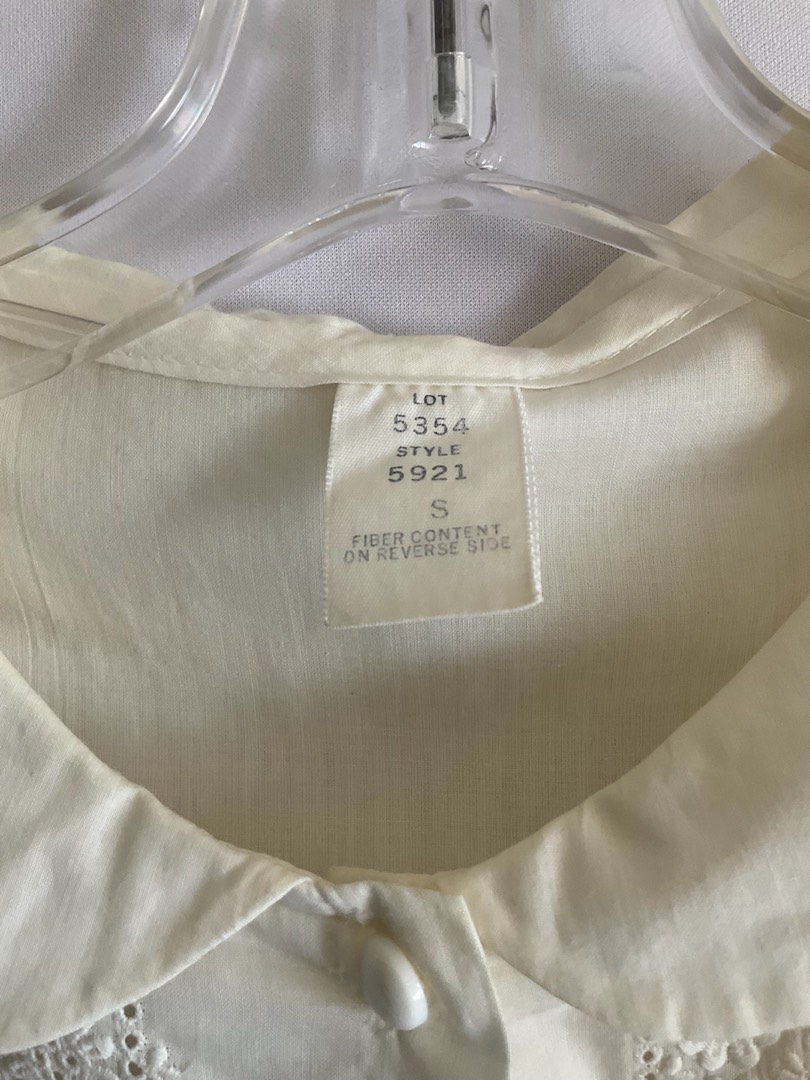 LOT
5354
STYLE
5921
S
FIBER CONTENT
ON REVERSE SIDE